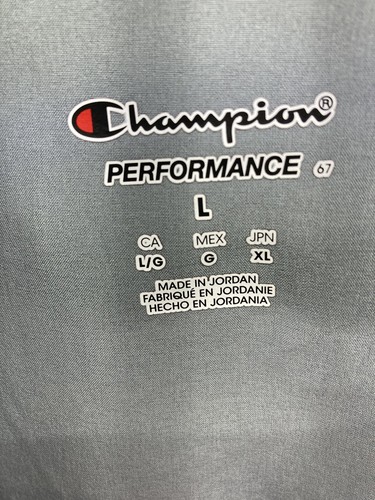 Champion®
PERFORMANCE 67
L
CA MEX JPN
L/G G XL
MADE IN JORDAN
FABRIQUÉ EN JORDANIE
HECHO EN JORDANIA